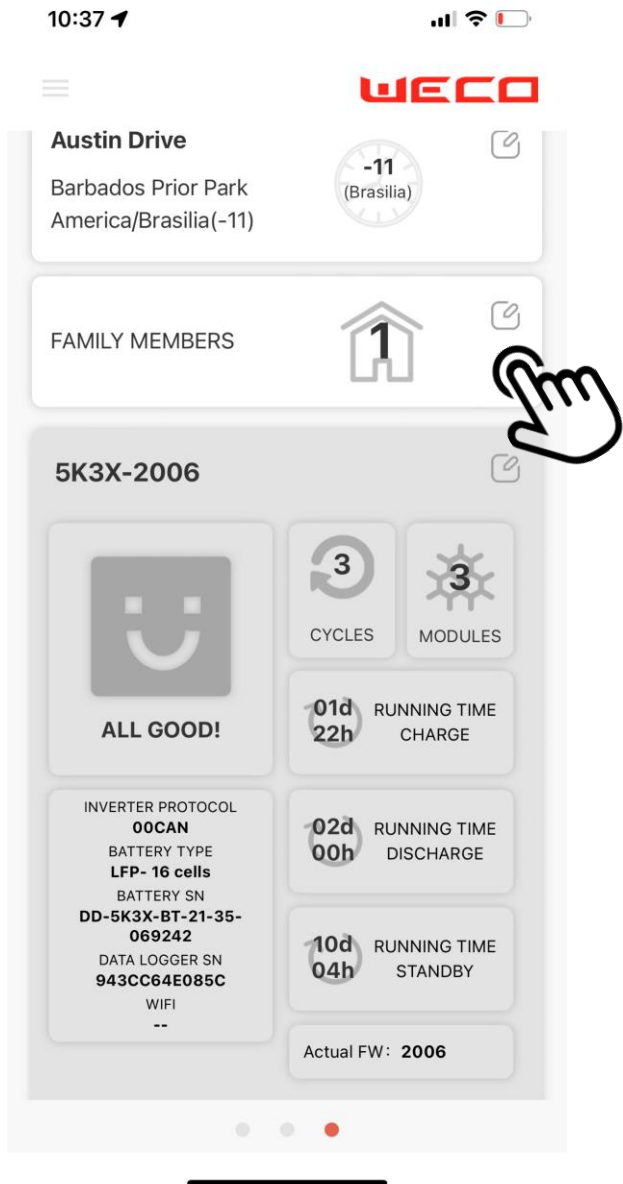 10:37
WECO
Austin Drive
Barbados Prior Park
America/Brasilia(-11)
-11
(Brasilia)
FAMILY MEMBERS
1
5K3X-2006
ALL GOOD!
3
CYCLES
3
MODULES
01d
22h
RUNNING TIME
CHARGE
INVERTER PROTOCOL
00CAN
BATTERY TYPE
LFP- 16 cells
BATTERY SN
DD-5K3X-BT-21-35-
069242
DATA LOGGER SN
943CC64E085C
WIFI
--
02d
00h
RUNNING TIME
DISCHARGE
10d
04h
RUNNING TIME
STANDBY
Actual FW: 2006